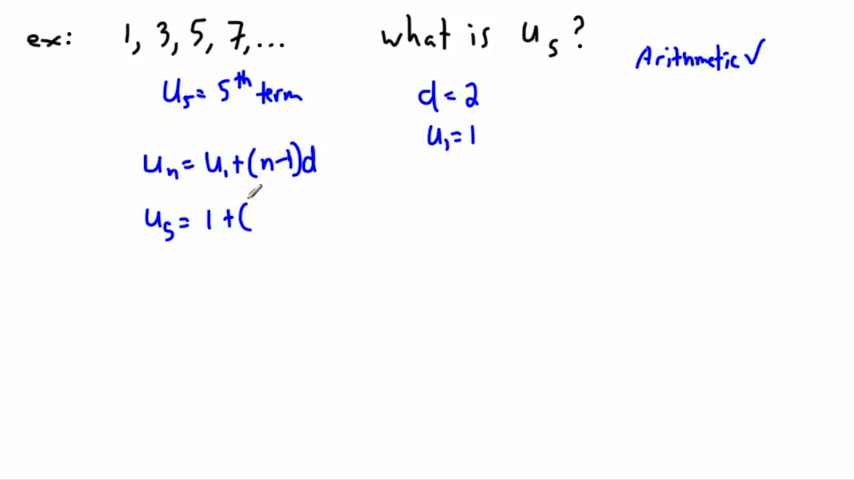 ex: 1, 3, 5, 7,... what is u₅?
Arithmetic ✓
u₅ = 5ᵗʰ term d = 2
u₁ = 1
uₙ = u₁ + (n-1)d
u₅ = 1 + (